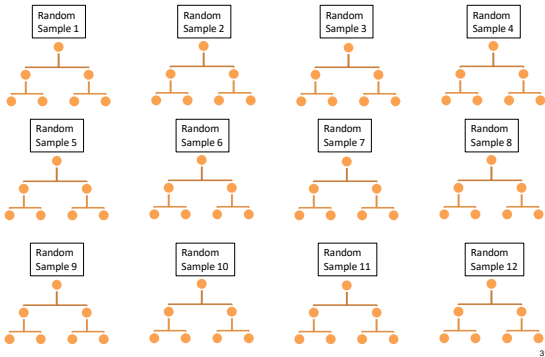 Random
Sample 1
Random
Sample 2
Random
Sample 3
Random
Sample 4
Random
Sample 5
Random
Sample 6
Random
Sample 7
Random
Sample 8
Random
Sample 9
Random
Sample 10
Random
Sample 11
Random
Sample 12
3